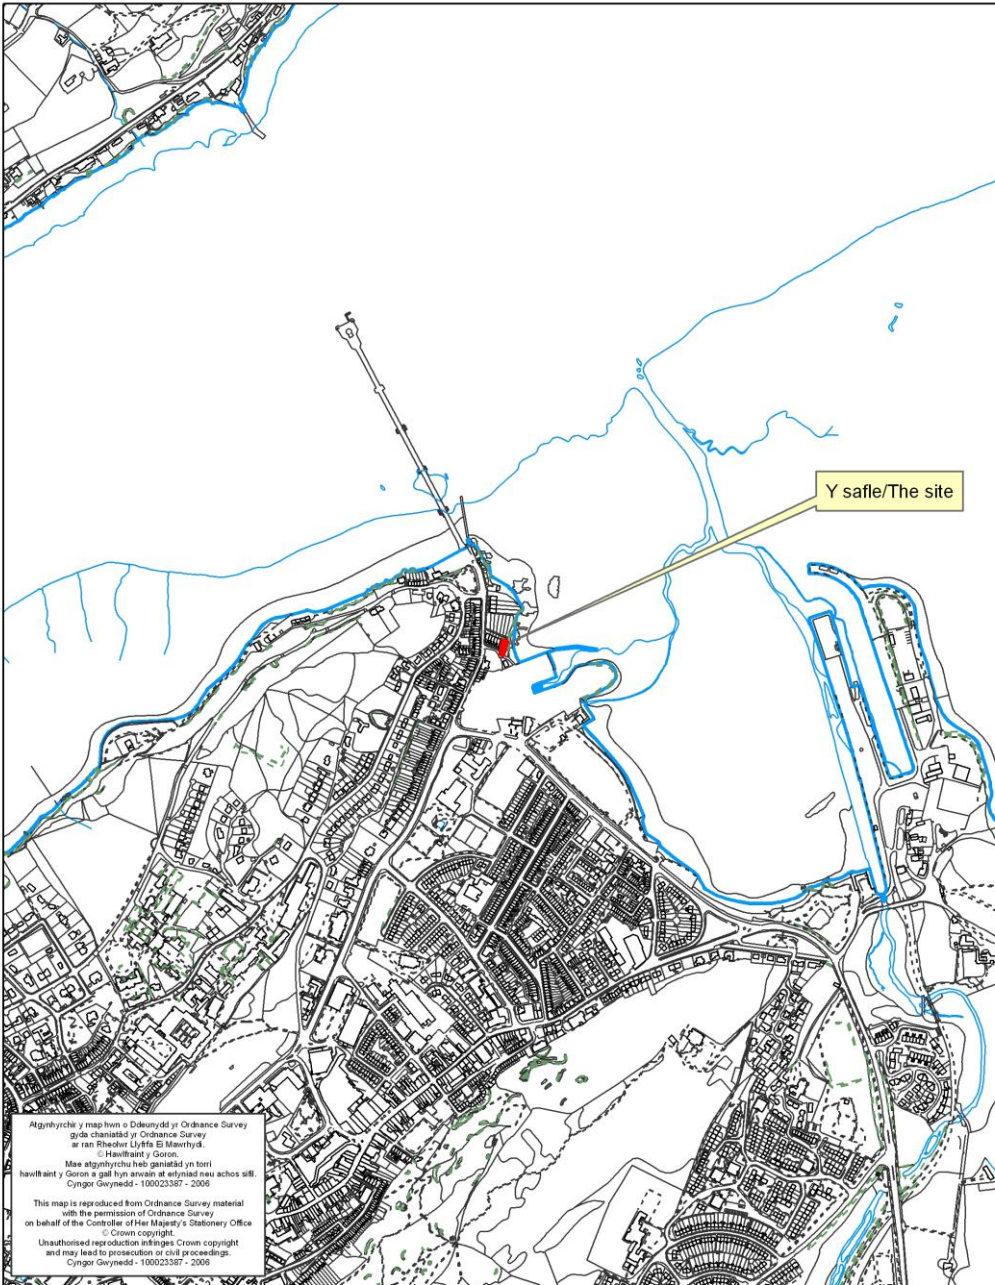 Y safle/The site
Atgynhyrchir y map hwn o Ddeunydd yr Ordnance Survey
gyda chaniatâd yr Ordnance Survey
ar ran Rheolwr Llyfrfa Ei Mawrhydi.
© Hawlfraint y Goron.
Mae atgynhyrchu heb ganiatâd yn torri
hawlfraint y Goron a gall hyn arwain at erlyniad neu achos sifil.
Cyngor Gwynedd - 100023387 - 2006
This map is reproduced from Ordnance Survey material
with the permission of Ordnance Survey
on behalf of the Controller of Her Majesty's Stationery Office
© Crown copyright.
Unauthorised reproduction infringes Crown copyright
and may lead to prosecution or civil proceedings.
Cyngor Gwynedd - 100023387 - 2006